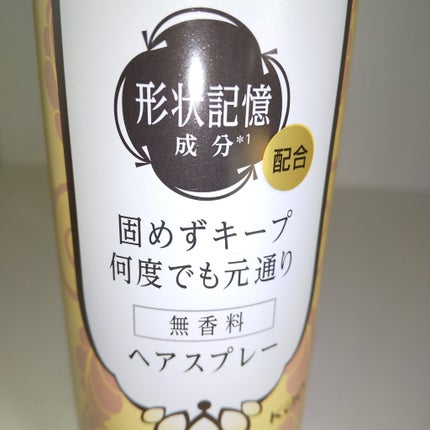 形状記憶
成分*1
配合
固めずキープ
何度でも元通り
無香料
ヘアスプレー